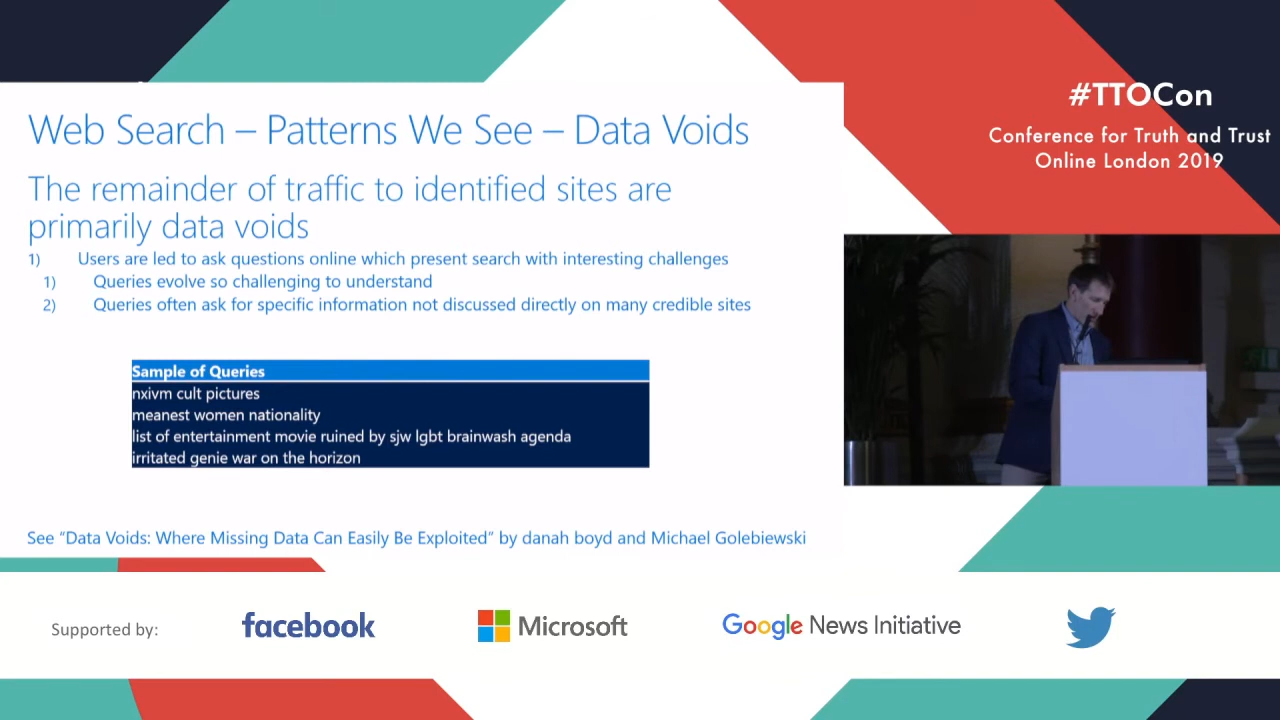 #TTOCon
Conference for Truth and Trust
Online London 2019
Web Search – Patterns We See – Data Voids
The remainder of traffic to identified sites are
primarily data voids
1) Users are led to ask questions online which present search with interesting challenges
1) Queries evolve so challenging to understand
2) Queries often ask for specific information not discussed directly on many credible sites
Sample of Queries
nxivm cult pictures
meanest women nationality
list of entertainment movie ruined by sjw lgbt brainwash agenda
irritated genie war on the horizon
See “Data Voids: Where Missing Data Can Easily Be Exploited” by danah boyd and Michael Golebiewski
Supported by:
facebook
Microsoft
Google News Initiative